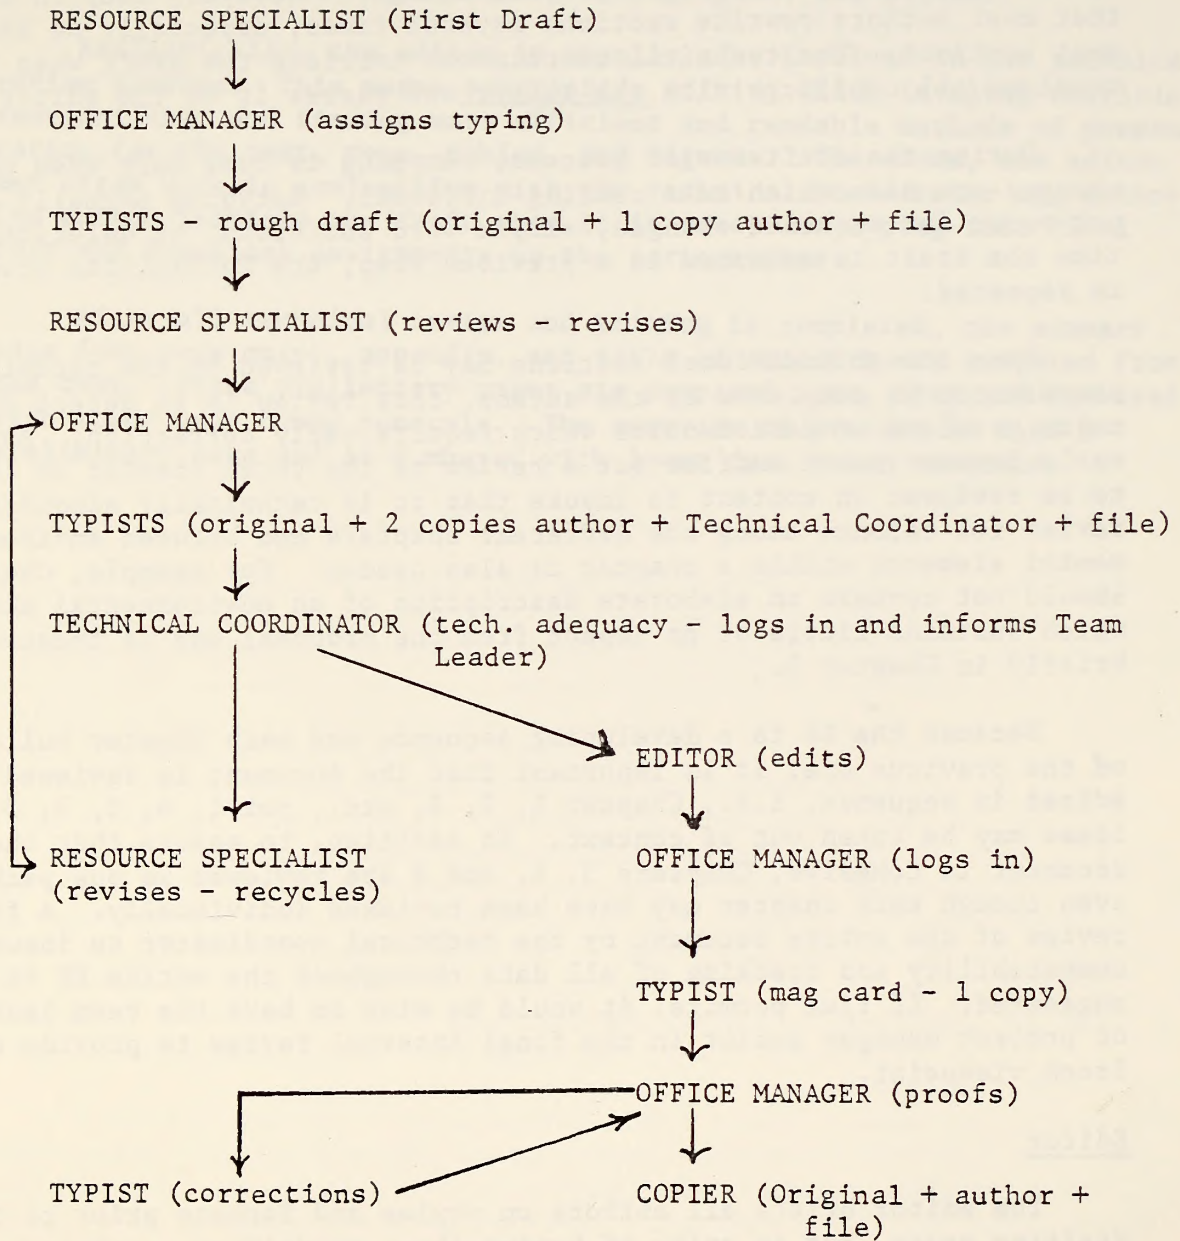 RESOURCE SPECIALIST (First Draft)
OFFICE MANAGER (assigns typing)
TYPISTS - rough draft (original + 1 copy author + file)
RESOURCE SPECIALIST (reviews - revises)
OFFICE MANAGER
TYPISTS (original + 2 copies author + Technical Coordinator + file)
TECHNICAL COORDINATOR (tech. adequacy - logs in and informs Team
Leader)
EDITOR (edits)
RESOURCE SPECIALIST
(revises - recycles)
OFFICE MANAGER (logs in)
TYPIST (mag card - 1 copy)
OFFICE MANAGER (proofs)
TYPIST (corrections)
COPIER (Original + author +
file)